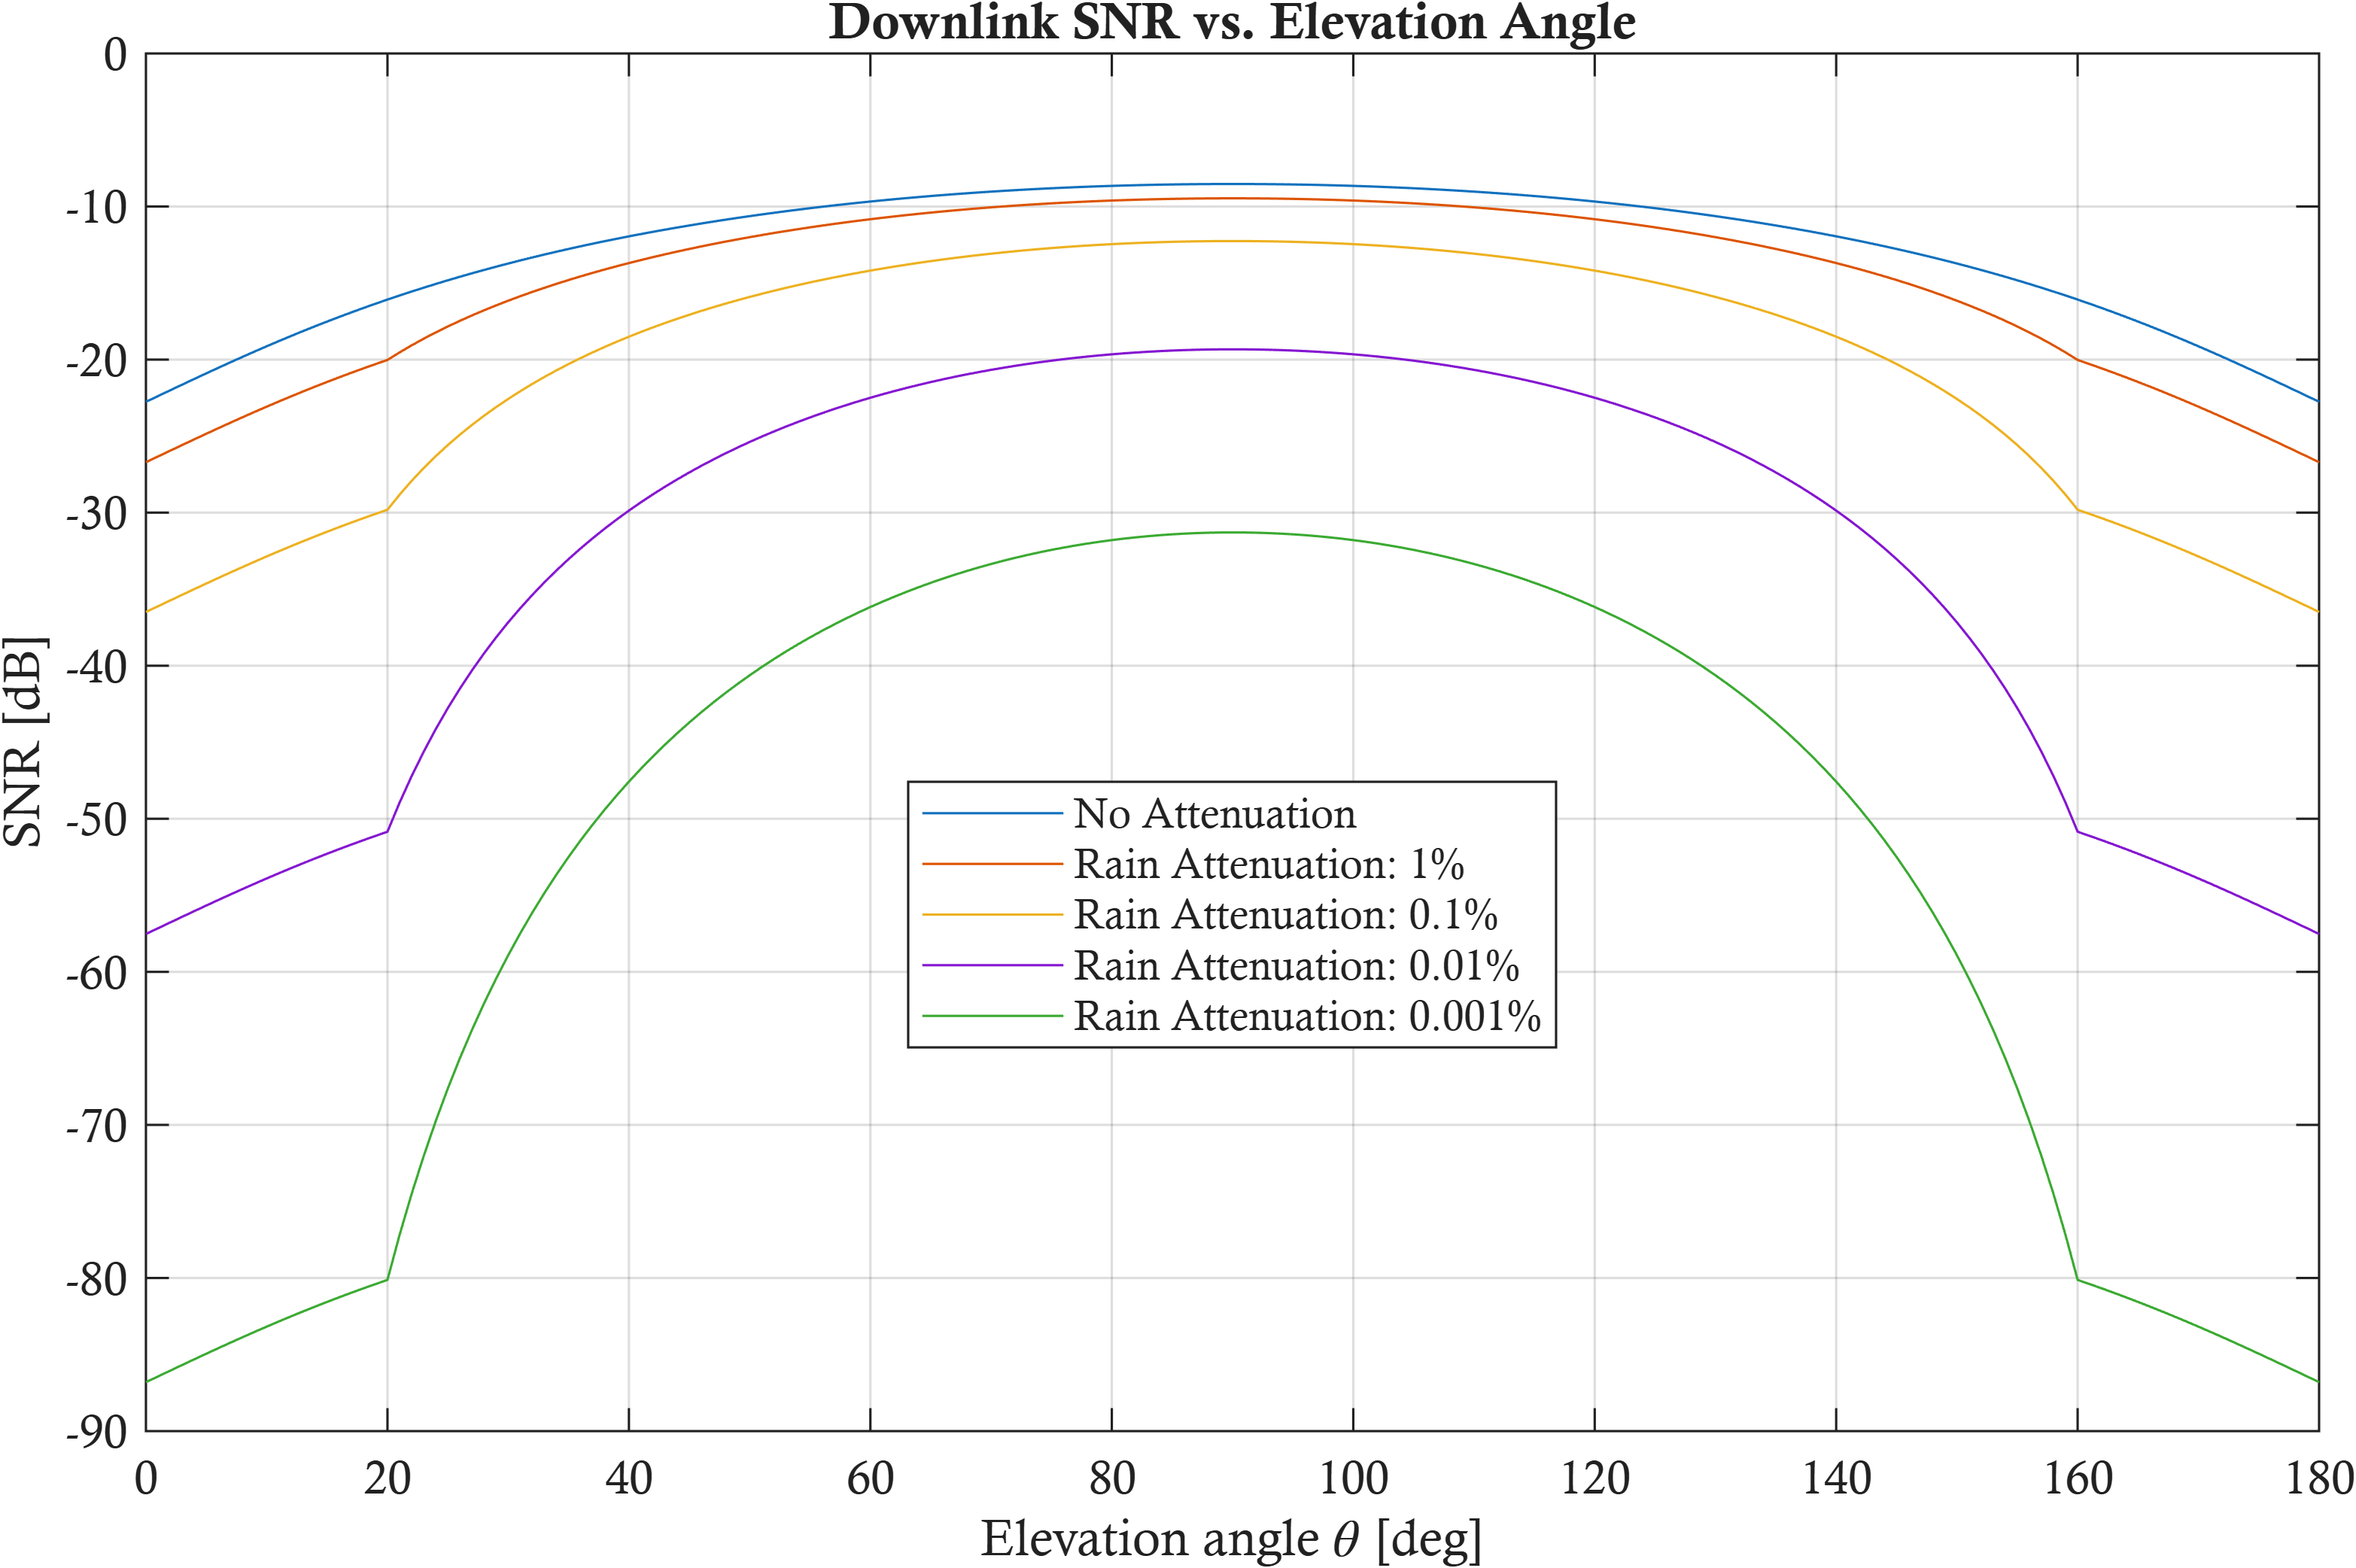 Downlink SNR vs. Elevation Angle
0
-10
-20
-30
-40
-50
-60
-70
-80
-90
SNR [dB]
No Attenuation
Rain Attenuation: 1%
Rain Attenuation: 0.1%
Rain Attenuation: 0.01%
Rain Attenuation: 0.001%
0 20 40 60 80 100 120 140 160 180
Elevation angle θ [deg]